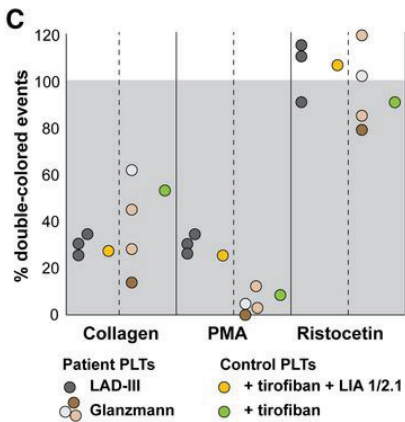 C
% double-colored events
120
100
80
60
40
20
0
Collagen PMA Ristocetin
Patient PLTs Control PLTs
LAD-III + tirofiban + LIA 1/2.1
Glanzmann + tirofiban